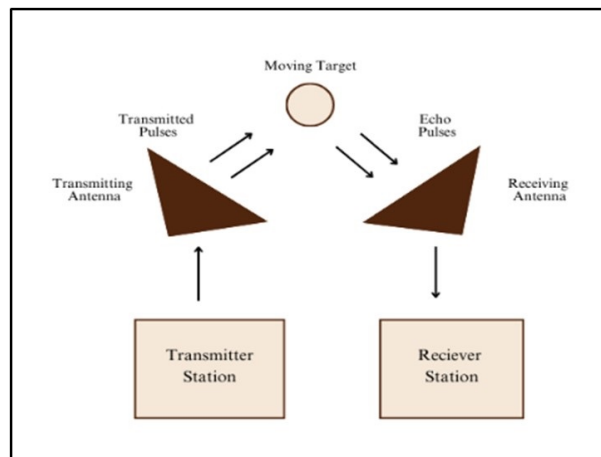 Moving Target
Transmitted
Pulses
Echo
Pulses
Transmitting
Antenna
Receiving
Antenna
Transmitter
Station
Reciever
Station